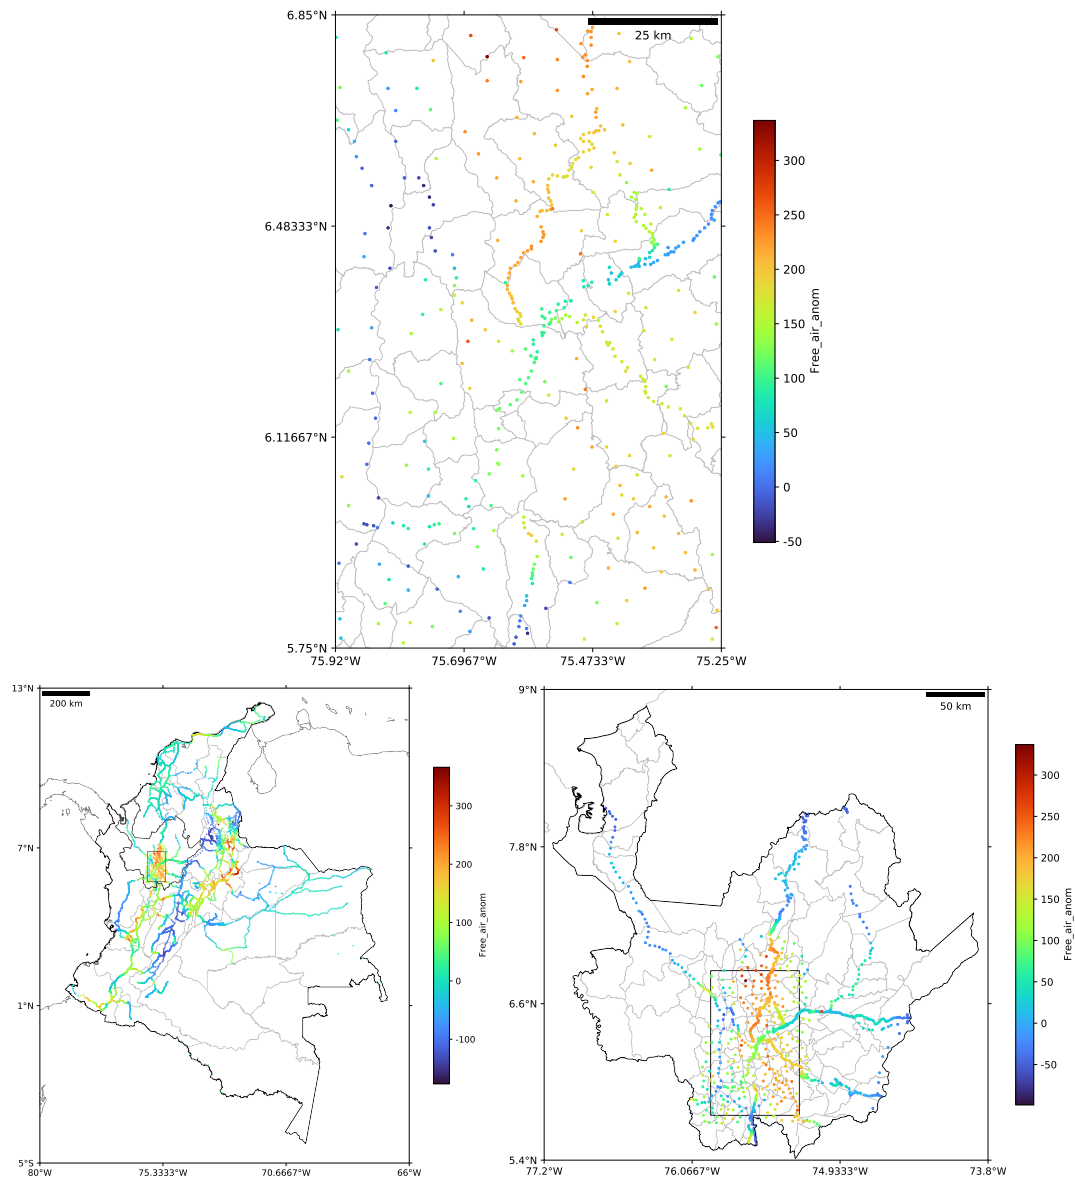 6.85°N
25 km
6.48333°N
6.11667°N
5.75°N
75.92°W
75.6967°W
75.4733°W
75.25°W
300
250
200
150
100
50
0
-50
Free_air_anom
13°N
200 km
7°N
1°N
5°S
80°W
75.3333°W
70.6667°W
66°W
300
200
100
0
-100
Free_air_anom
9°N
50 km
7.8°N
6.6°N
5.4°N
77.2°W
76.0667°W
74.9333°W
73.8°W
300
250
200
150
100
50
0
-50
Free_air_anom